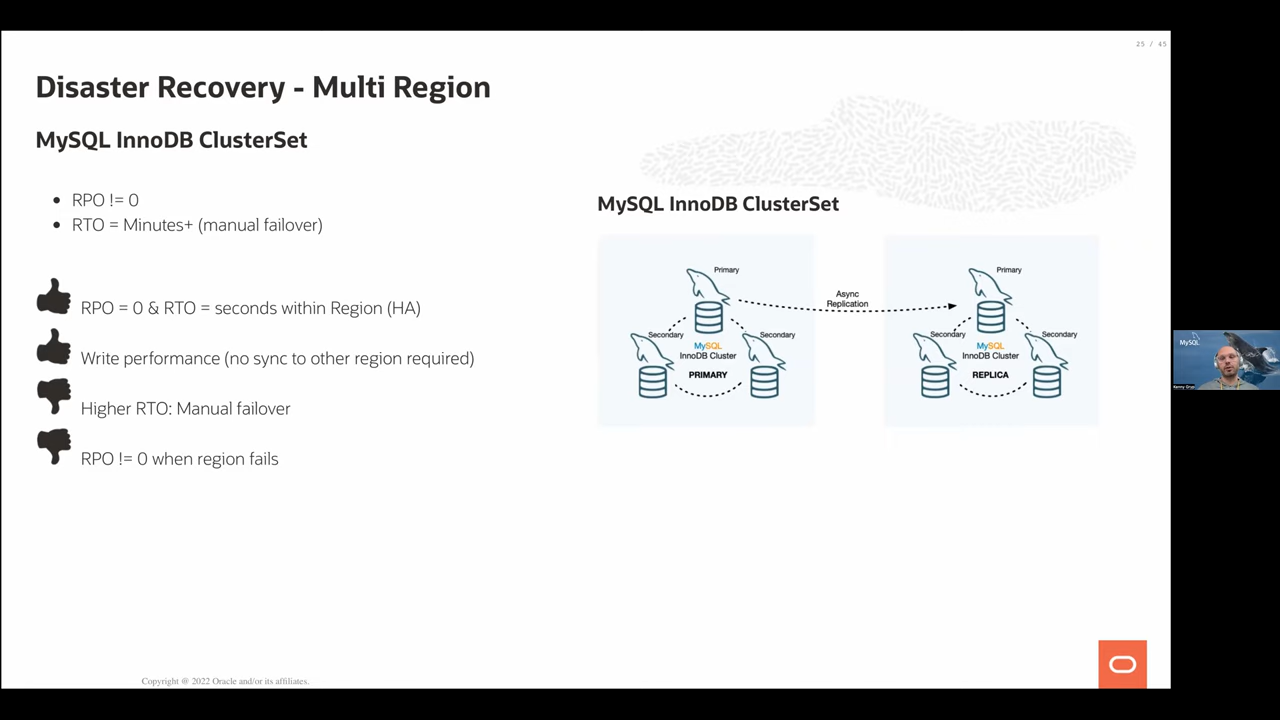 25 / 45
Disaster Recovery - Multi Region
MySQL InnoDB ClusterSet
RPO != 0
RTO = Minutes+ (manual failover)
RPO = 0 & RTO = seconds within Region (HA)
Write performance (no sync to other region required)
Higher RTO: Manual failover
RPO != 0 when region fails
MySQL InnoDB ClusterSet
Primary
Secondary
Secondary
MySQL
InnoDB Cluster
PRIMARY
Async
Replication
Primary
Secondary
Secondary
MySQL
InnoDB Cluster
REPLICA
MySQL
Copyright @ 2022 Oracle and/or its affiliates.